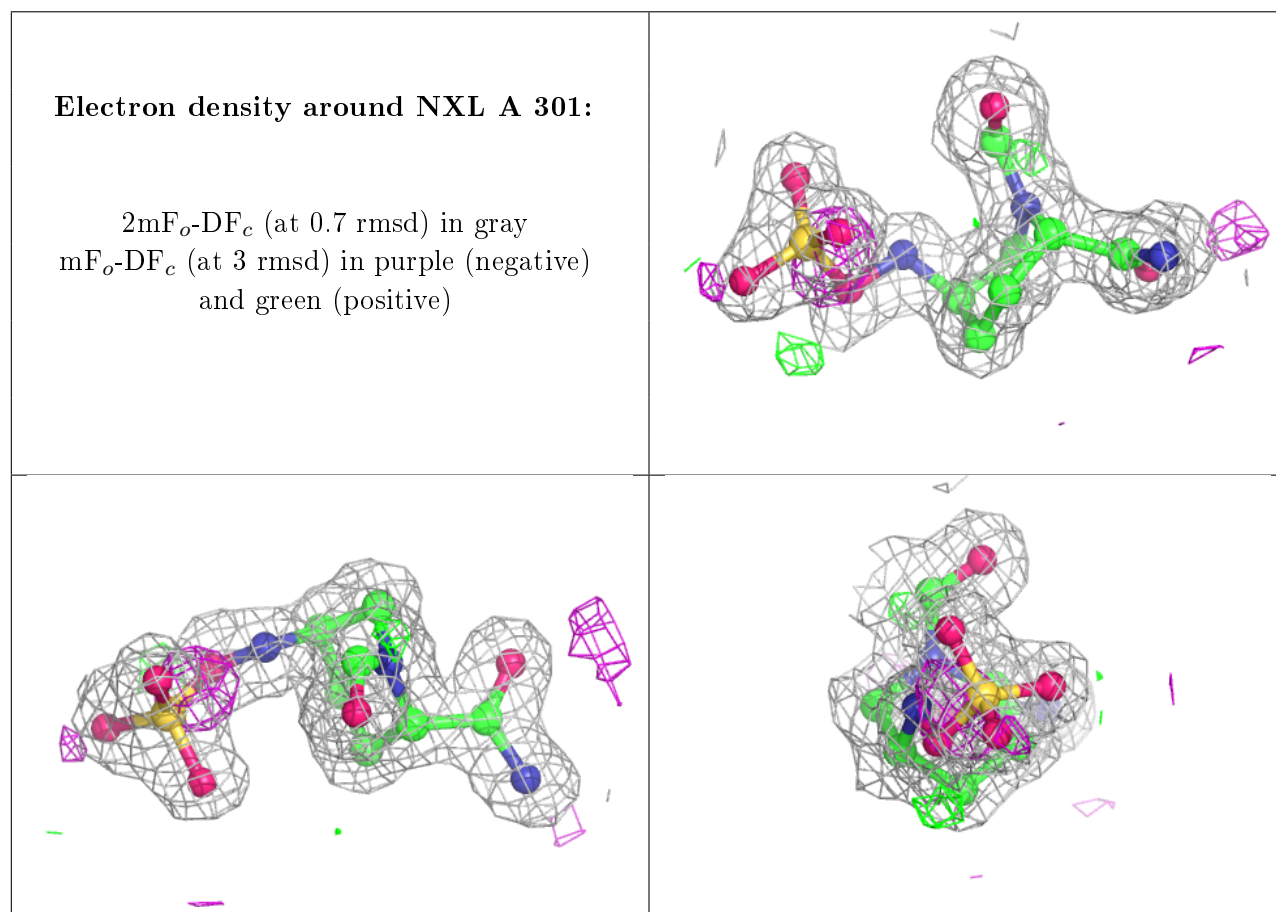 Electron density around NXL A 301:
2mFo-DFc (at 0.7 rmsd) in gray
mFo-DFc (at 3 rmsd) in purple (negative)
and green (positive)